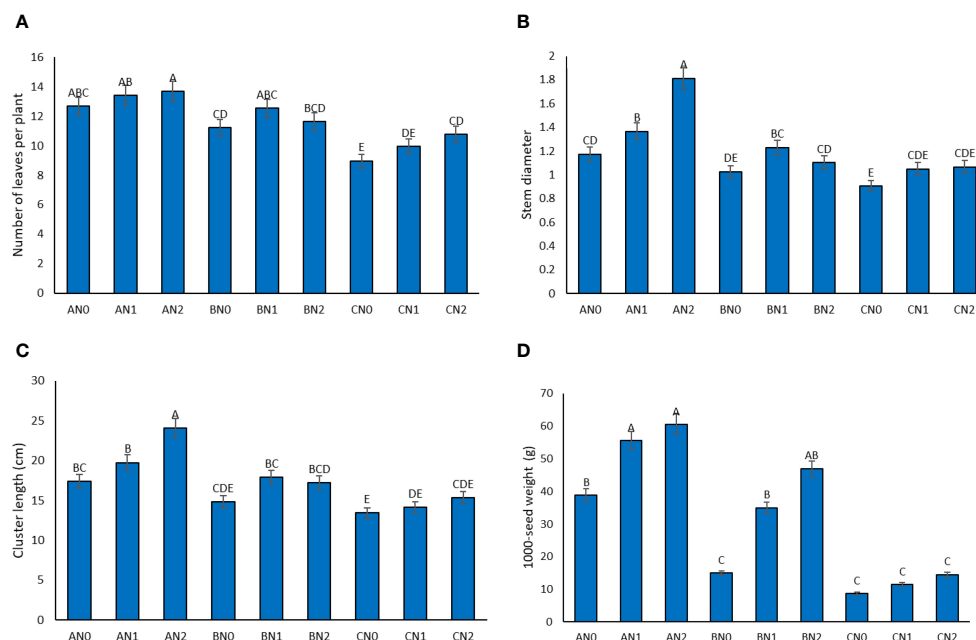 A
Number of leaves per plant
16
14
12
10
8
6
4
2
0
ABC
AB
A
CD
ABC
BCD
E
DE
CD
AN0 AN1 AN2 BN0 BN1 BN2 CN0 CN1 CN2
B
Stem diameter
2
1.8
1.6
1.4
1.2
1
0.8
0.6
0.4
0.2
0
CD
B
A
DE
BC
CD
E
CDE
CDE
AN0 AN1 AN2 BN0 BN1 BN2 CN0 CN1 CN2
C
Cluster length (cm)
30
25
20
15
10
5
0
BC
B
A
CDE
BC
BCD
E
DE
CDE
AN0 AN1 AN2 BN0 BN1 BN2 CN0 CN1 CN2
D
1000-seed weight (g)
70
60
50
40
30
20
10
0
B
A
A
C
B
AB
C
C
C
AN0 AN1 AN2 BN0 BN1 BN2 CN0 CN1 CN2